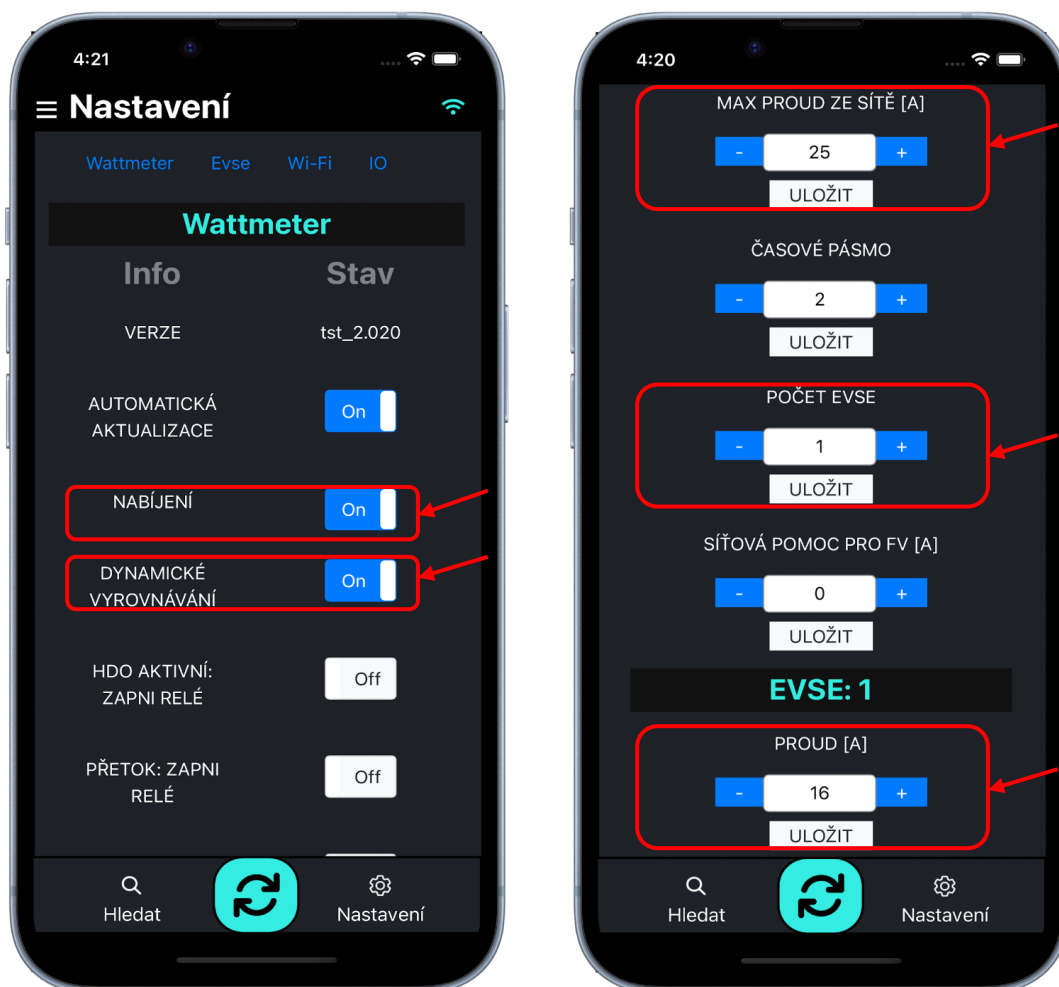 4:21
Nastavení
Wattmeter Evse Wi-Fi IO
Wattmeter
Info Stav
VERZE tst_2.020
AUTOMATICKÁ
AKTUALIZACE
On
NABÍJENÍ
On
DYNAMICKÉ
VYROVNÁVÁNÍ
On
HDO AKTIVNÍ:
ZAPNI RELÉ
Off
PŘETOK: ZAPNI
RELÉ
Off
Hledat Nastavení
4:20
MAX PROUD ZE SÍTĚ [A]
- 25 +
ULOŽIT
ČASOVÉ PÁSMO
- 2 +
ULOŽIT
POČET EVSE
- 1 +
ULOŽIT
SÍŤOVÁ POMOC PRO FV [A]
- 0 +
ULOŽIT
EVSE: 1
PROUD [A]
- 16 +
ULOŽIT
Hledat Nastavení